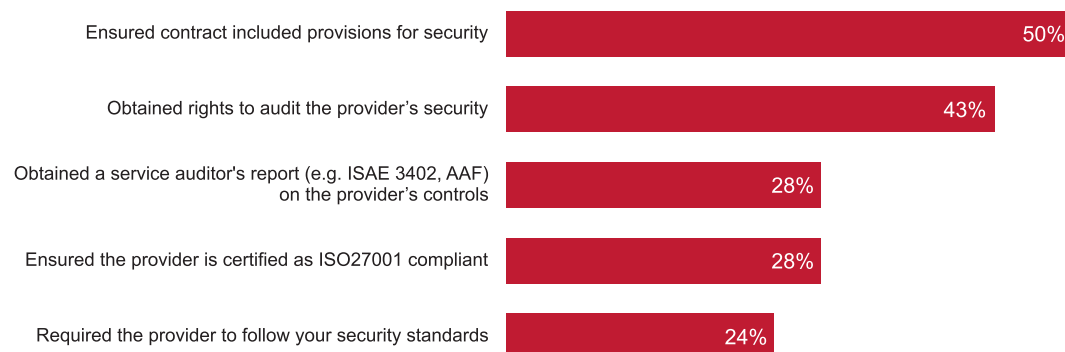 Ensured contract included provisions for security
50%
Obtained rights to audit the provider’s security
43%
Obtained a service auditor's report (e.g. ISAE 3402, AAF)
on the provider’s controls
28%
Ensured the provider is certified as ISO27001 compliant
28%
Required the provider to follow your security standards
24%